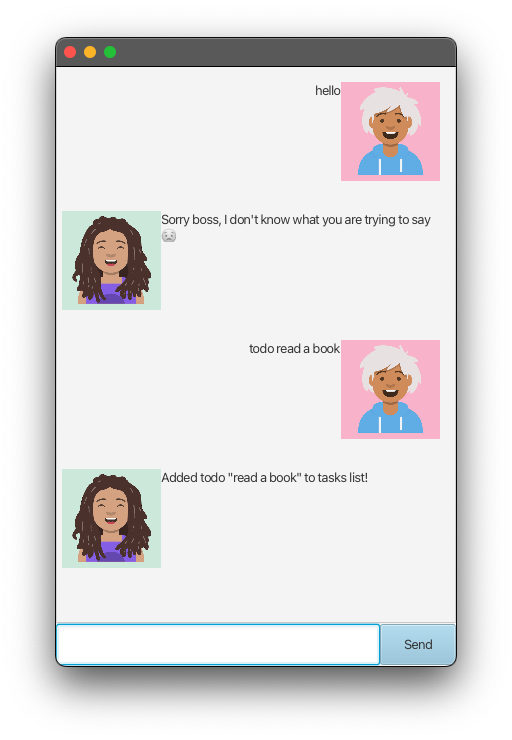 hello
Sorry boss, I don't know what you are trying to say
😟
todo read a book
Added todo "read a book" to tasks list!
Send